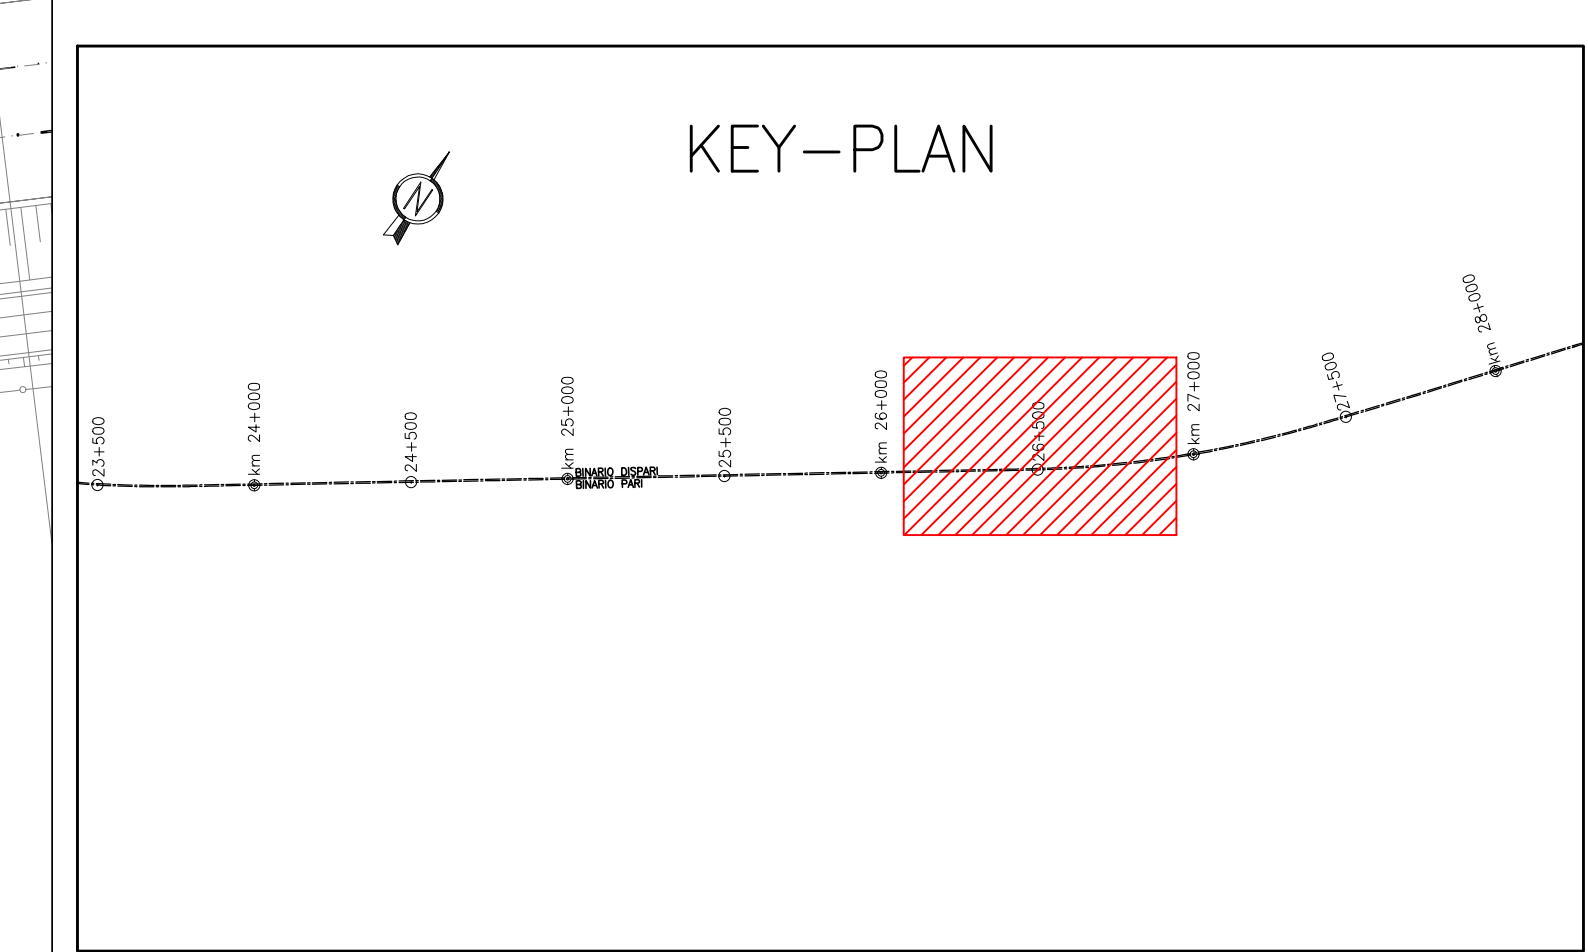 KEY-PLAN
N
23+500
km 24+000
24+500
km 25+000
BINARIO DISPARI
BINARIO PARI
25+500
km 26+000
26+500
km 27+000
27+500
km 28+000